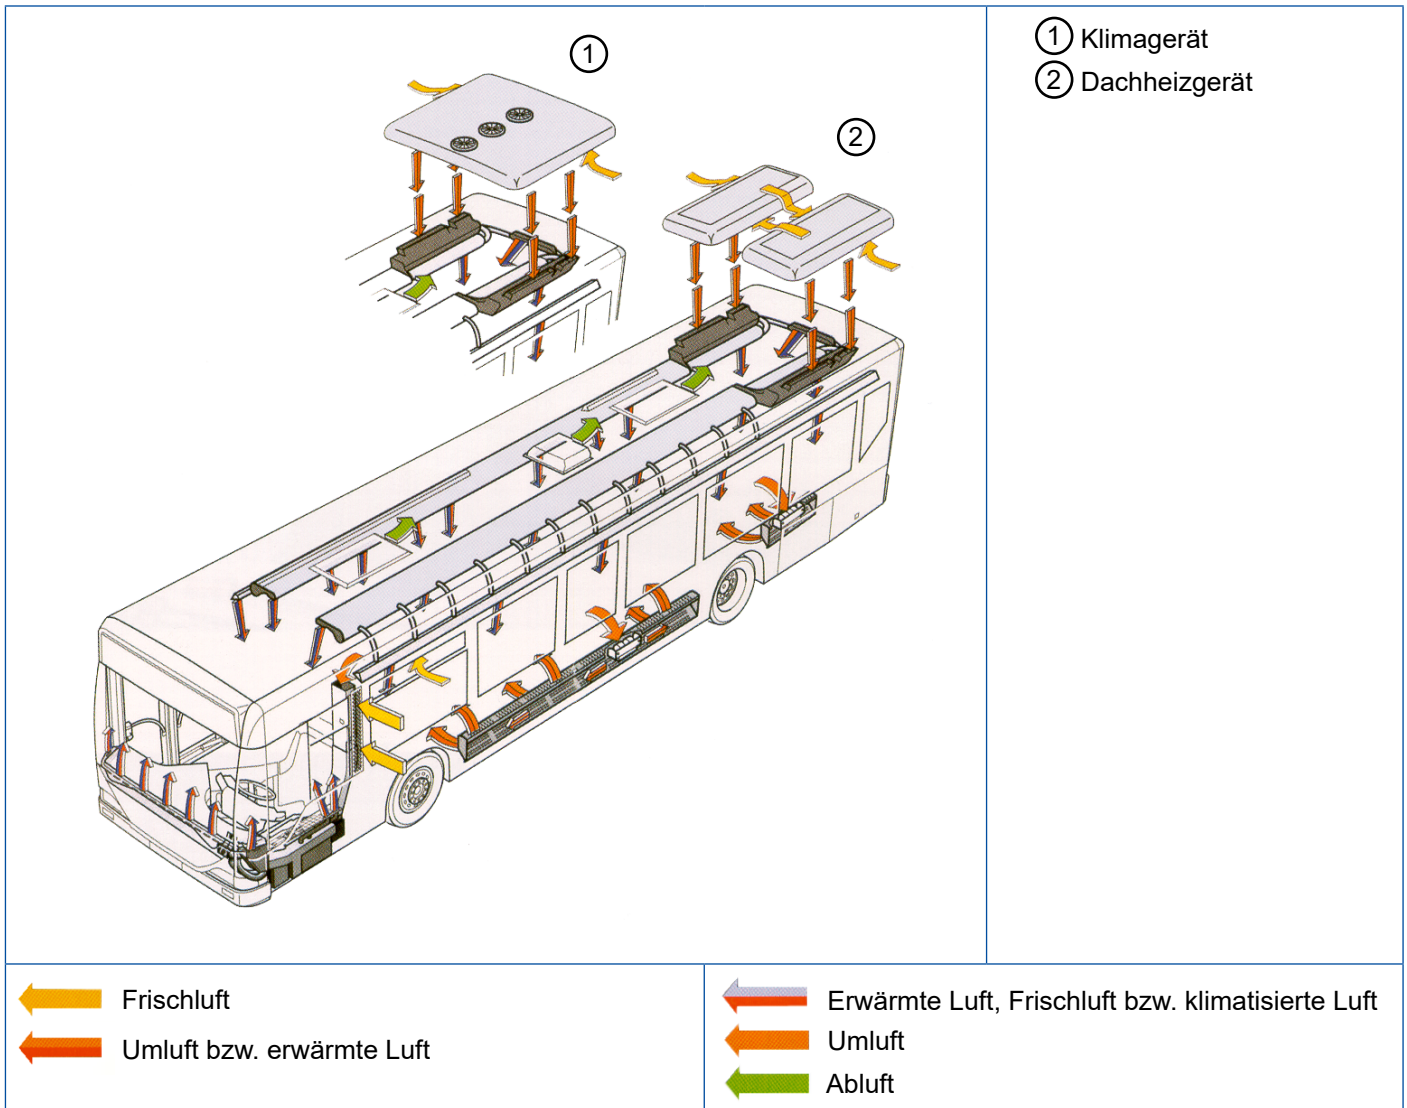 1
2
1 Klimagerät
2 Dachheizgerät
Frischluft
Umluft bzw. erwärmte Luft
Erwärmte Luft, Frischluft bzw. klimatisierte Luft
Umluft
Abluft